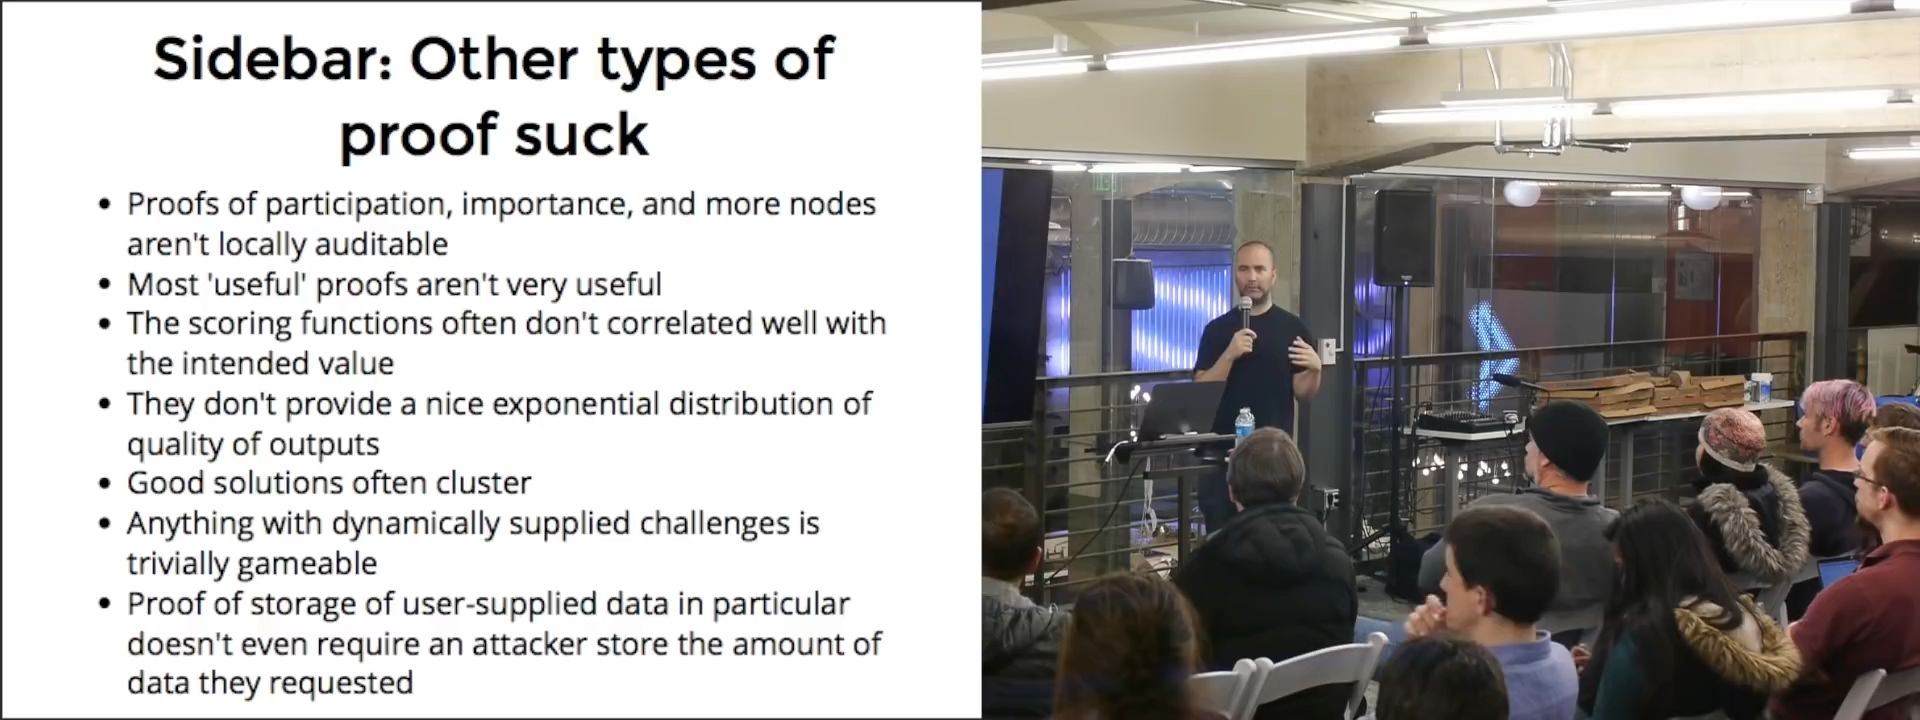 Sidebar: Other types of
proof suck
• Proofs of participation, importance, and more nodes
aren't locally auditable
• Most 'useful' proofs aren't very useful
• The scoring functions often don't correlated well with
the intended value
• They don't provide a nice exponential distribution of
quality of outputs
• Good solutions often cluster
• Anything with dynamically supplied challenges is
trivially gameable
• Proof of storage of user-supplied data in particular
doesn't even require an attacker store the amount of
data they requested